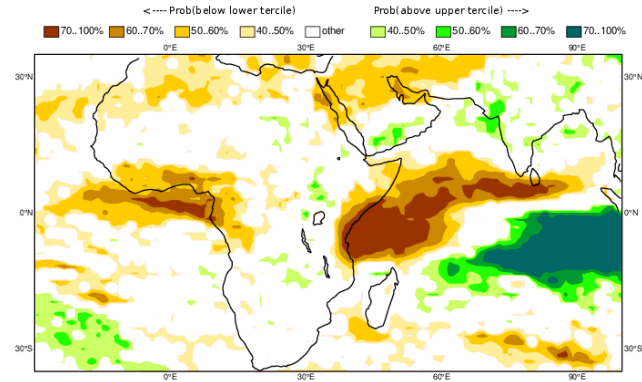 <---- Prob(below lower tercile) Prob(above upper tercile) ---->
70..100% 60..70% 50..60% 40..50% other 40..50% 50..60% 60..70% 70..100%
0°E 30°E 60°E 90°E
30°N 30°N
0°N 0°N
30°S 30°S
0°E 30°E 60°E 90°E